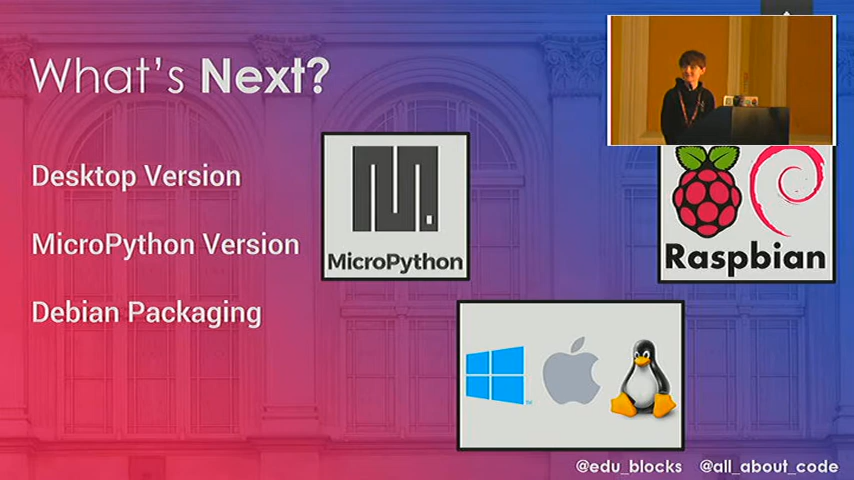 What's Next?
Desktop Version
MicroPython Version
Debian Packaging
MicroPython
Raspbian
@edu_blocks @all_about_code